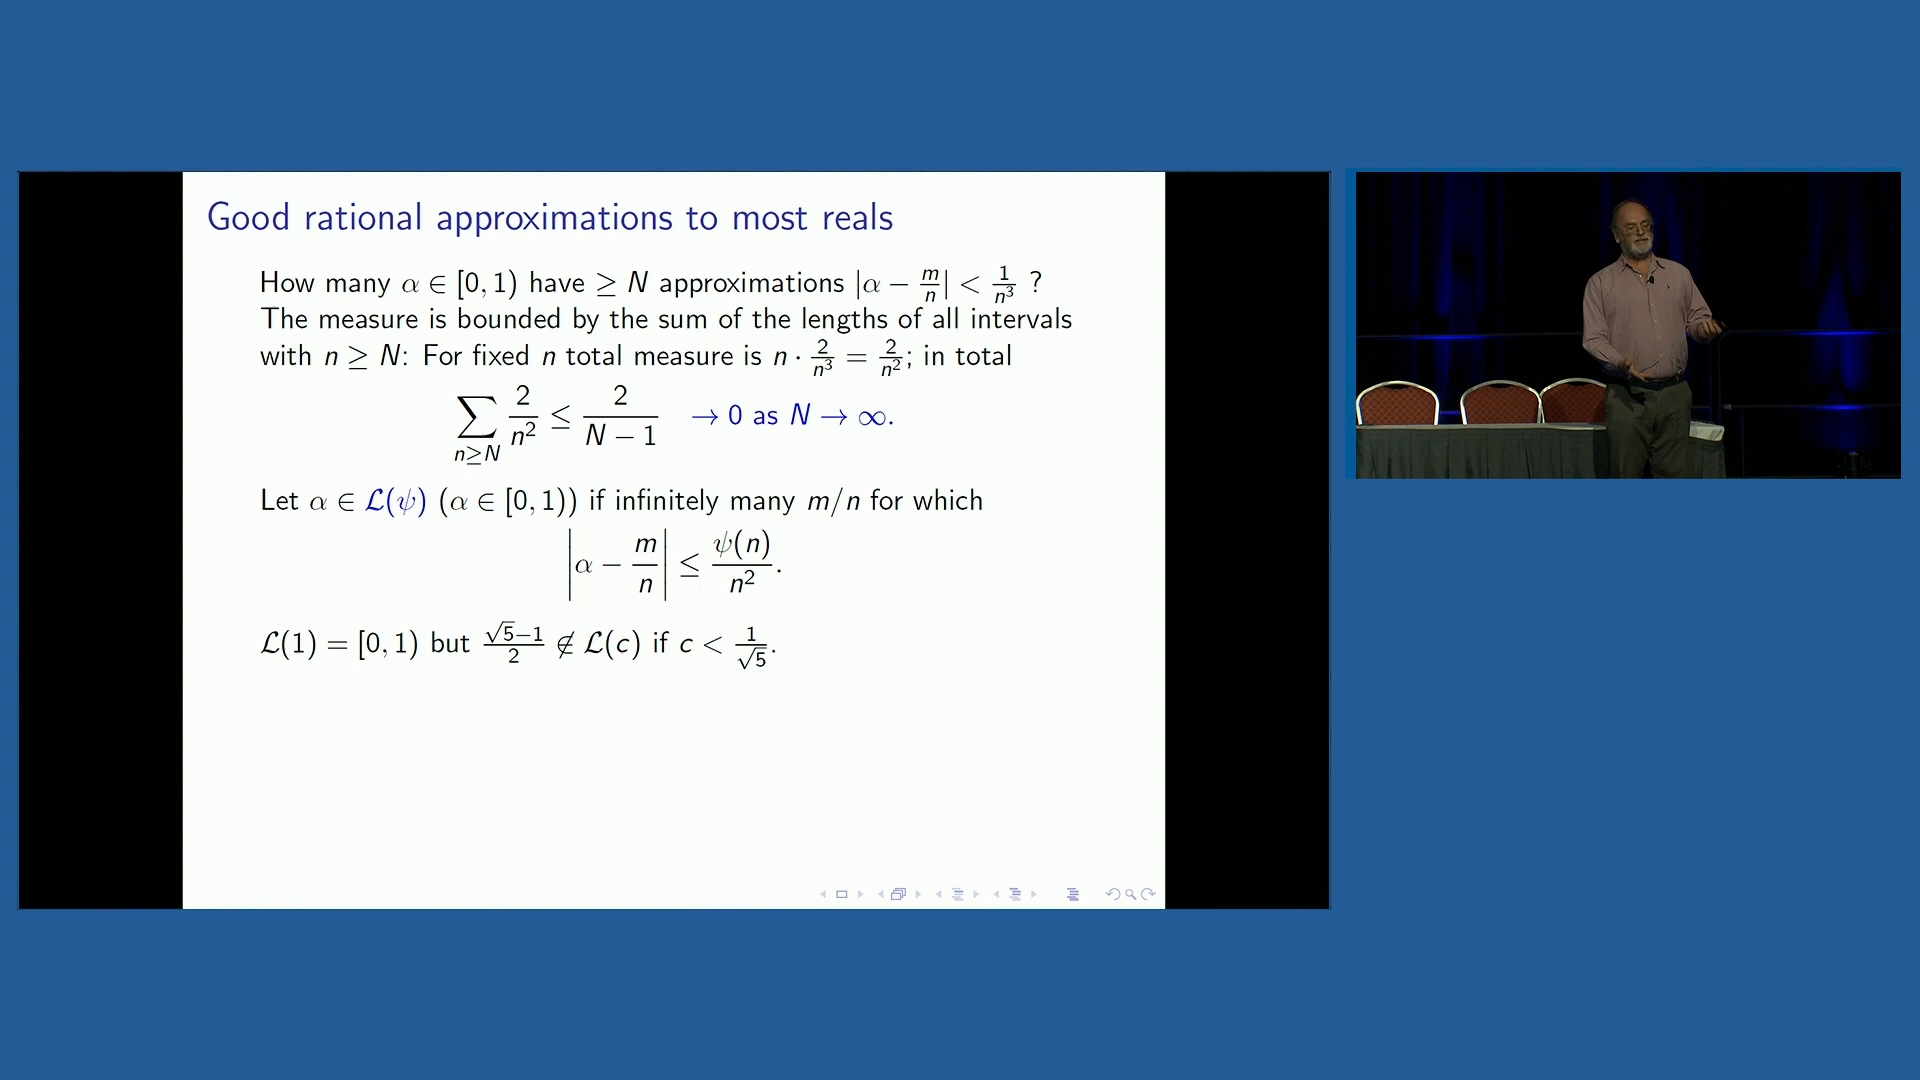 Good rational approximations to most reals
How many α ∈ [0, 1) have ≥ N approximations |α − m/n| < 1/n³ ?
The measure is bounded by the sum of the lengths of all intervals
with n ≥ N: For fixed n total measure is n · 2/n³ = 2/n²; in total
∑_{n≥N} 2/n² ≤ 2/(N − 1) → 0 as N → ∞.
Let α ∈ 𝓛(ψ) (α ∈ [0, 1)) if infinitely many m/n for which
|α − m/n| ≤ ψ(n)/n².
𝓛(1) = [0, 1) but (√5−1)/2 ∉ 𝓛(c) if c < 1/√5.